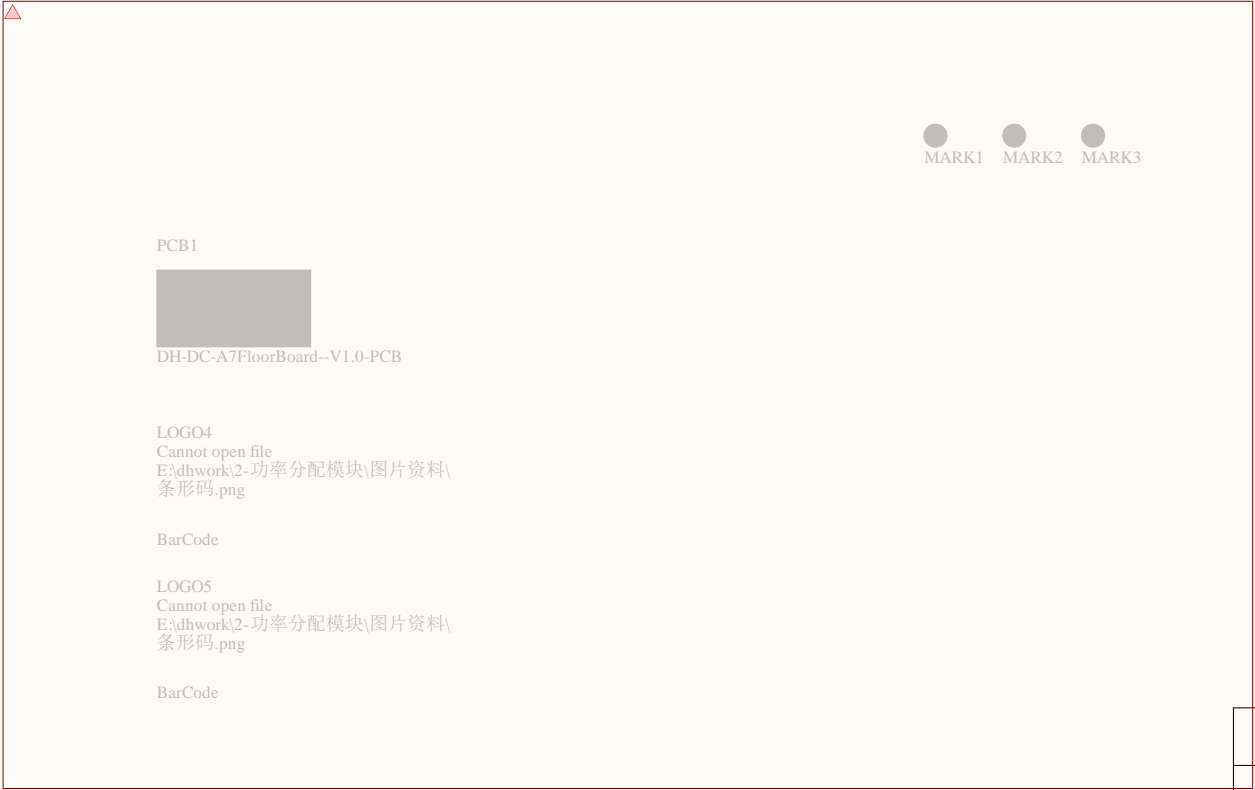 MARK1 MARK2 MARK3
PCB1
DH-DC-A7FloorBoard--V1.0-PCB
LOGO4
Cannot open file
E:\dhwork\2-功率分配模块\图片资料\
条形码.png
BarCode
LOGO5
Cannot open file
E:\dhwork\2-功率分配模块\图片资料\
条形码.png
BarCode